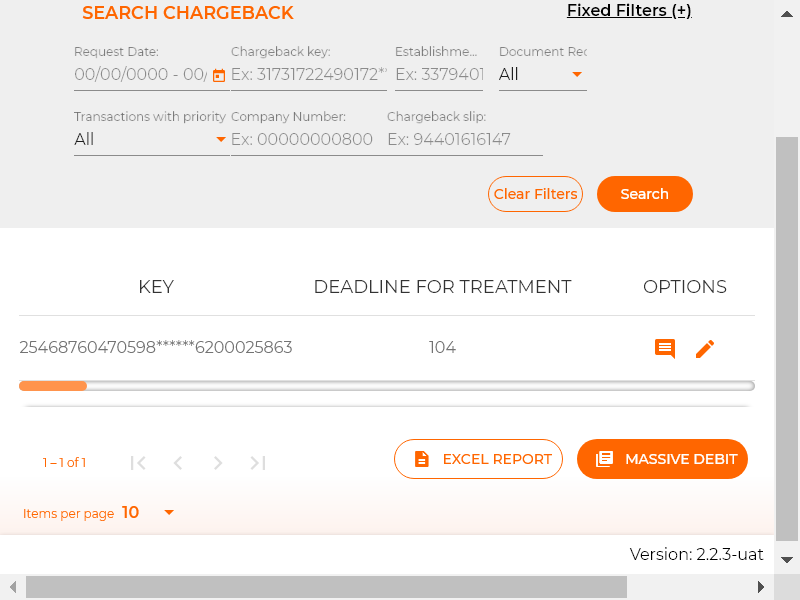 SEARCH CHARGEBACK
Fixed Filters (+)
Request Date: Chargeback key: Establishme... Document Rec
00/00/0000 - 00/ Ex: 31731722490172** Ex: 3379401 All
Transactions with priority Company Number: Chargeback slip:
All Ex: 00000000800 Ex: 94401616147
Clear Filters Search
KEY DEADLINE FOR TREATMENT OPTIONS
25468760470598******6200025863 104
1 – 1 of 1 EXCEL REPORT MASSIVE DEBIT
Items per page 10
Version: 2.2.3-uat